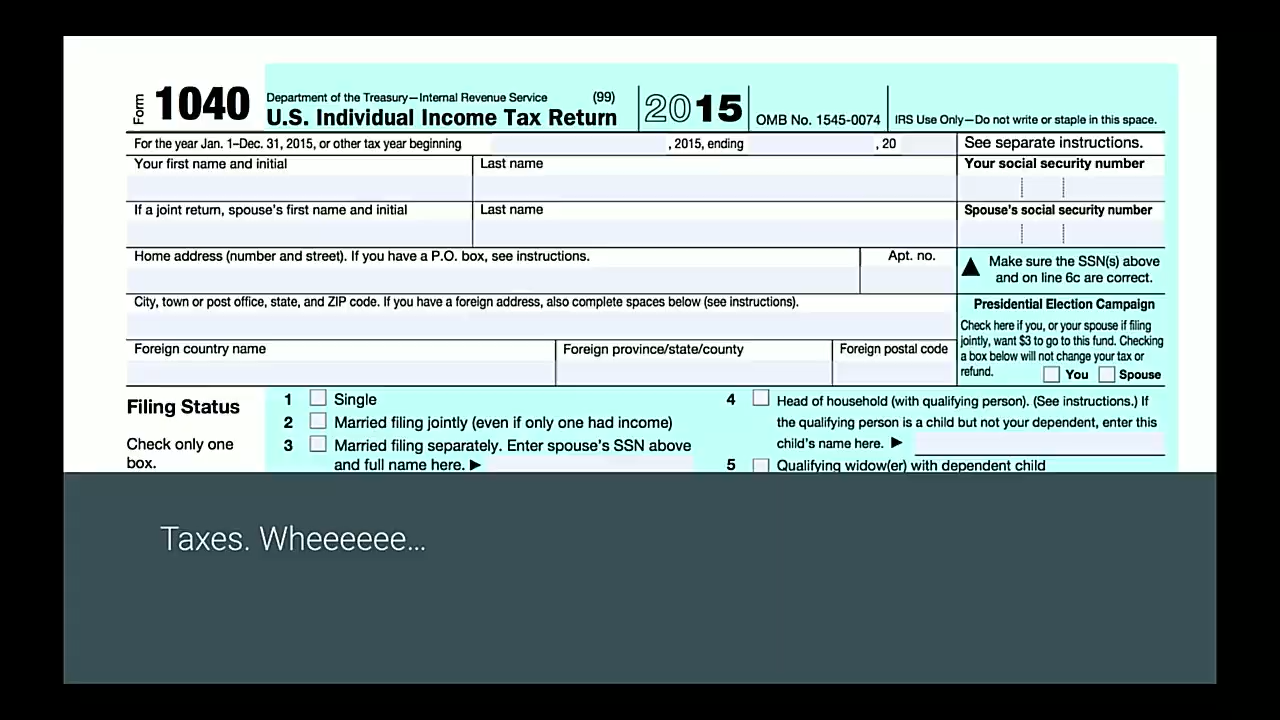 Form 1040 Department of the Treasury—Internal Revenue Service (99)
U.S. Individual Income Tax Return 2015 OMB No. 1545-0074 IRS Use Only—Do not write or staple in this space.
For the year Jan. 1–Dec. 31, 2015, or other tax year beginning , 2015, ending , 20 See separate instructions.
Your first name and initial Last name Your social security number
If a joint return, spouse's first name and initial Last name Spouse's social security number
Home address (number and street). If you have a P.O. box, see instructions. Apt. no.
▲ Make sure the SSN(s) above
and on line 6c are correct.
City, town or post office, state, and ZIP code. If you have a foreign address, also complete spaces below (see instructions).
Presidential Election Campaign
Check here if you, or your spouse if filing
jointly, want $3 to go to this fund. Checking
a box below will not change your tax or
refund. You Spouse
Foreign country name Foreign province/state/county Foreign postal code
Filing Status
Check only one
box.
1 Single
2 Married filing jointly (even if only one had income)
3 Married filing separately. Enter spouse's SSN above
and full name here. ▶
4 Head of household (with qualifying person). (See instructions.) If
the qualifying person is a child but not your dependent, enter this
child's name here. ▶
5 Qualifying widow(er) with dependent child
Taxes. Wheeeeee…